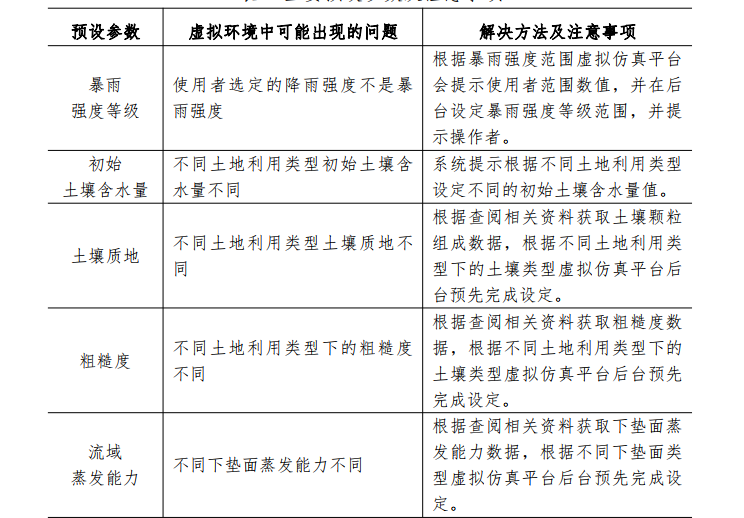 预设参数
虚拟环境中可能出现的问题
解决方法及注意事项
暴雨
强度等级
使用者选定的降雨强度不是暴
雨强度
根据暴雨强度范围虚拟仿真平台
会提示使用者范围数值，并在后
台设定暴雨强度等级范围，并提
示操作者。
初始
土壤含水量
不同土地利用类型初始土壤含
水量不同
系统提示根据不同土地利用类型
设定不同的初始土壤含水量值。
土壤质地
不同土地利用类型土壤质地不
同
根据查阅相关资料获取土壤颗粒
组成数据，根据不同土地利用类
型下的土壤类型虚拟仿真平台后
台预先完成设定。
粗糙度
不同土地利用类型下的粗糙度
不同
根据查阅相关资料获取粗糙度数
据，根据不同土地利用类型下的
土壤类型虚拟仿真平台后台预先
完成设定。
流域
蒸发能力
不同下垫面蒸发能力不同
根据查阅相关资料获取下垫面蒸
发能力数据，根据不同下垫面类
型虚拟仿真平台后台预先完成设
定。